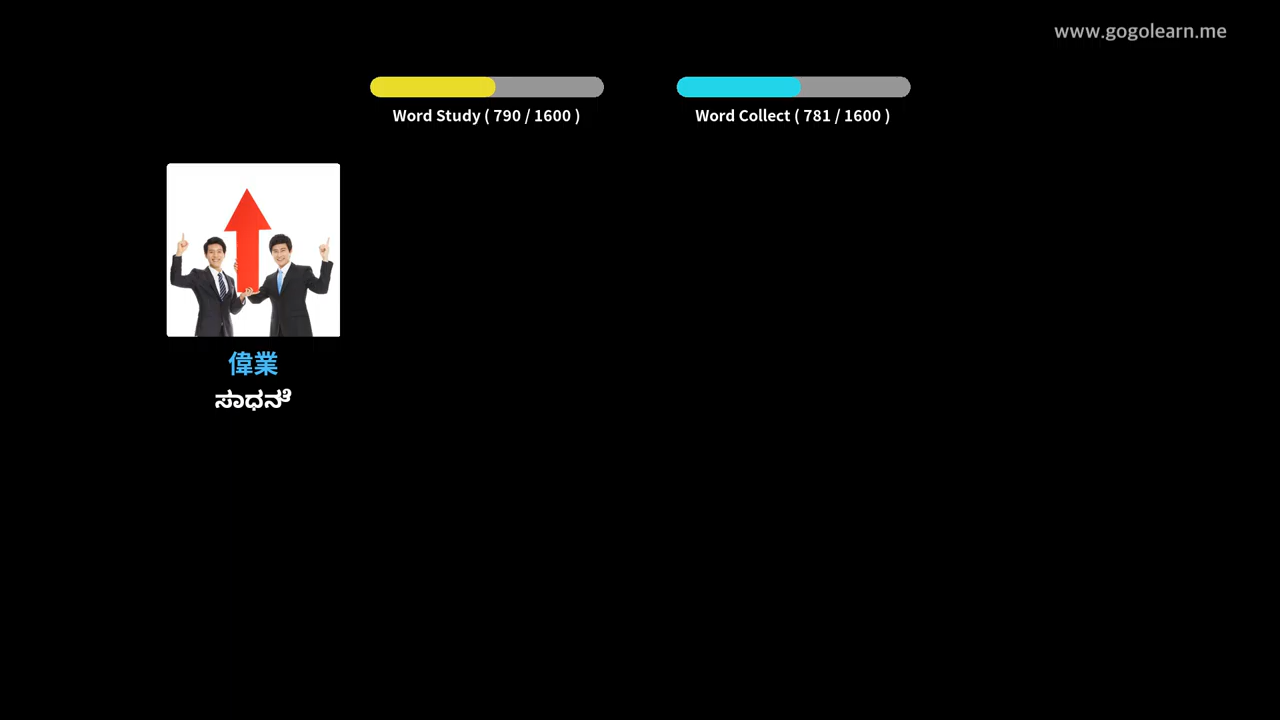 www.gogolearn.me
Word Study ( 790 / 1600 )
Word Collect ( 781 / 1600 )
偉業
ಸಾಧನೆ